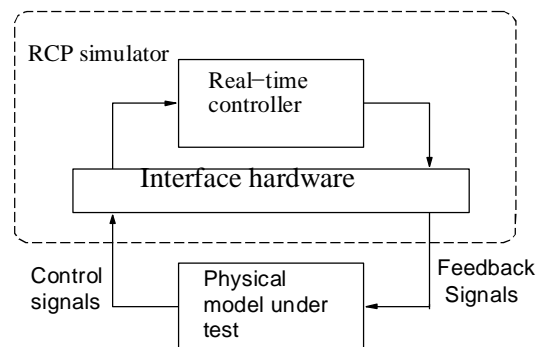 RCP simulator
Real−time
controller
Interface hardware
Control
signals
Physical
model under
test
Feedback
Signals